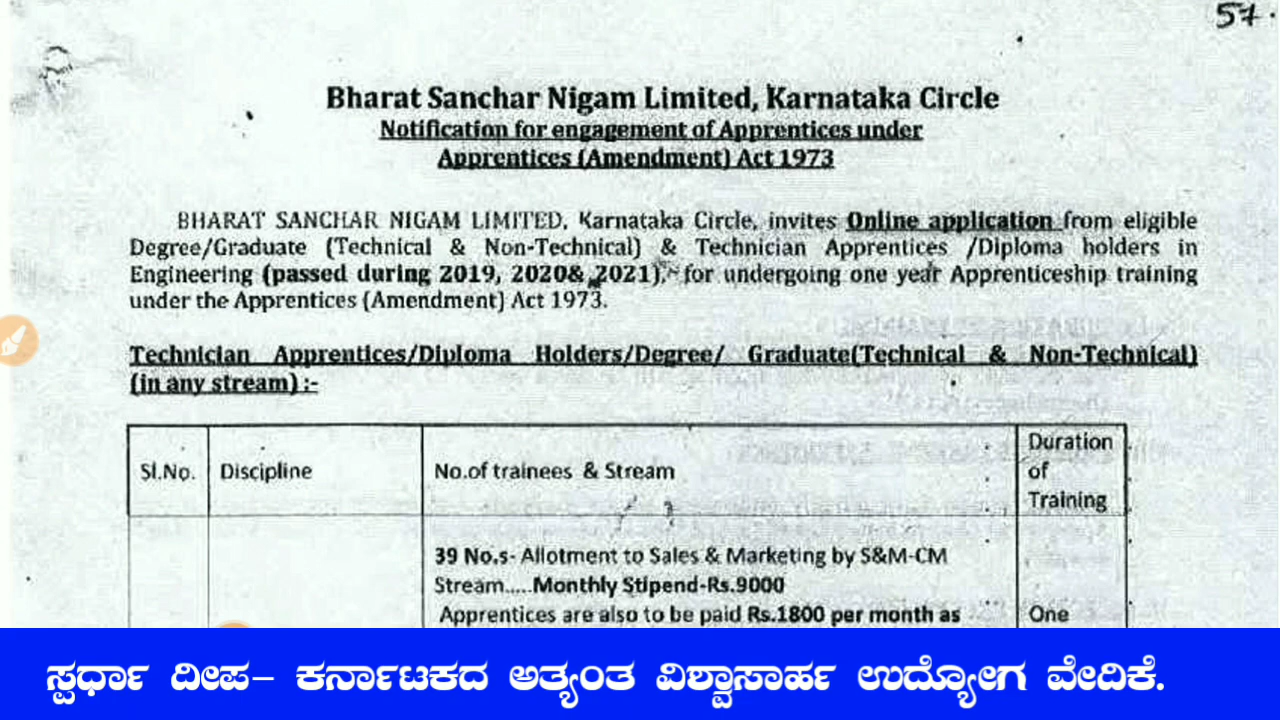 57.
Bharat Sanchar Nigam Limited, Karnataka Circle
Notification for engagement of Apprentices under
Apprentices (Amendment) Act 1973
BHARAT SANCHAR NIGAM LIMITED, Karnataka Circle, invites Online application from eligible
Degree/Graduate (Technical & Non-Technical) & Technician Apprentices /Diploma holders in
Engineering (passed during 2019, 2020& 2021), for undergoing one year Apprenticeship training
under the Apprentices (Amendment) Act 1973.
Technician Apprentices/Diploma Holders/Degree/ Graduate(Technical & Non-Technical)
(in any stream) :-
Sl.No. Discipline No.of trainees & Stream Duration of Training
39 No.s- Allotment to Sales & Marketing by S&M-CM
Stream.....Monthly Stipend-Rs.9000
Apprentices are also to be paid Rs.1800 per month as One
ಸ್ಪರ್ಧಾ ದೀಪ- ಕರ್ನಾಟಕದ ಅತ್ಯಂತ ವಿಶ್ವಾಸಾರ್ಹ ಉದ್ಯೋಗ ವೇದಿಕೆ.